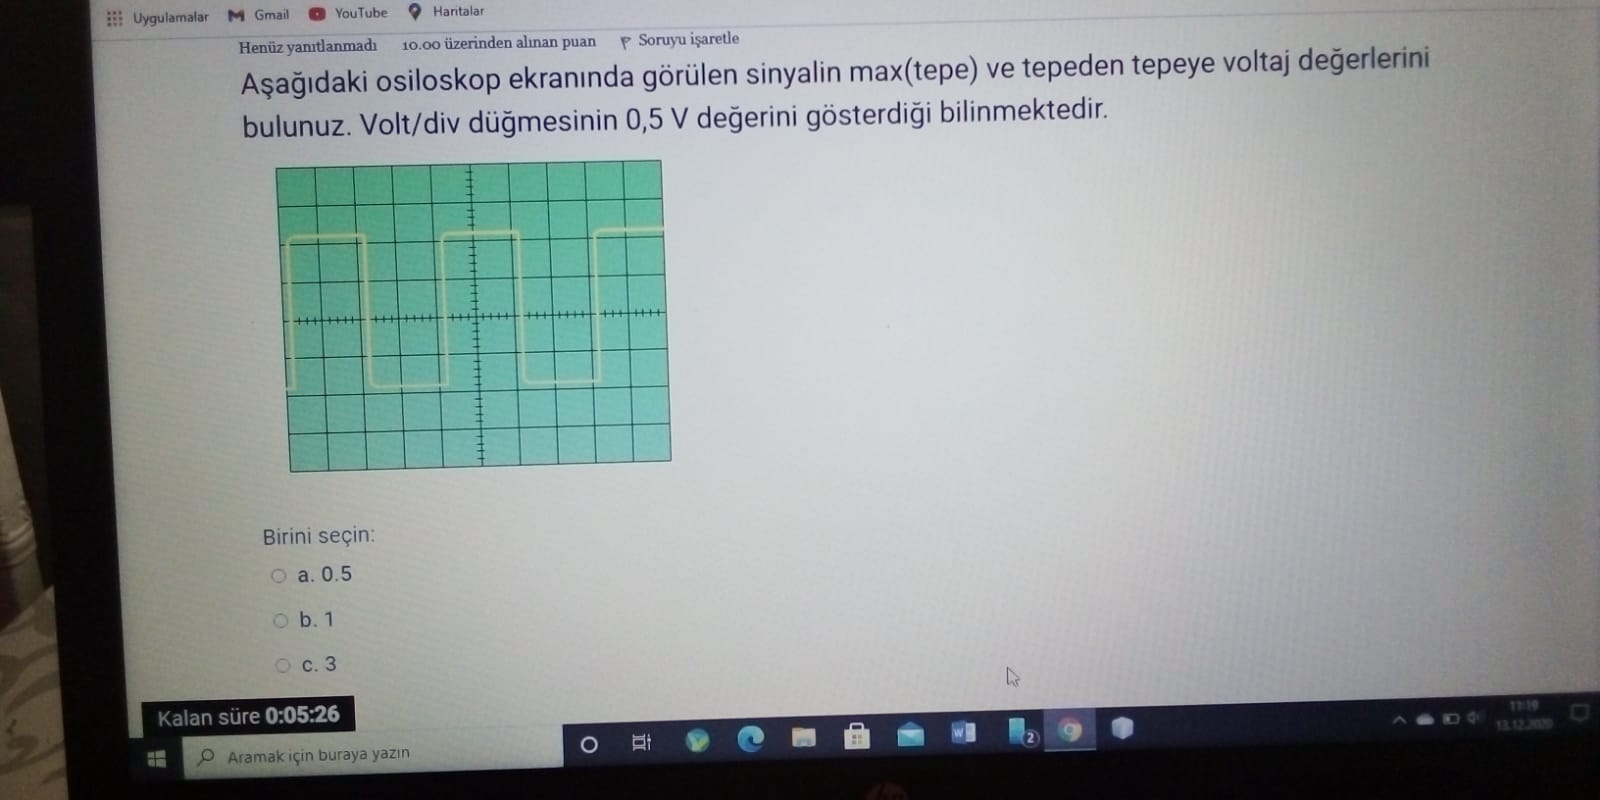 Uygulamalar Gmail YouTube Haritalar
Henüz yanıtlanmadı 10.00 üzerinden alınan puan Soruyu işaretle
Aşağıdaki osiloskop ekranında görülen sinyalin max(tepe) ve tepeden tepeye voltaj değerlerini
bulunuz. Volt/div düğmesinin 0,5 V değerini gösterdiği bilinmektedir.
Birini seçin:
a. 0.5
b. 1
c. 3
Kalan süre 0:05:26
Aramak için buraya yazın
2
11:19
13.12.2020
hp